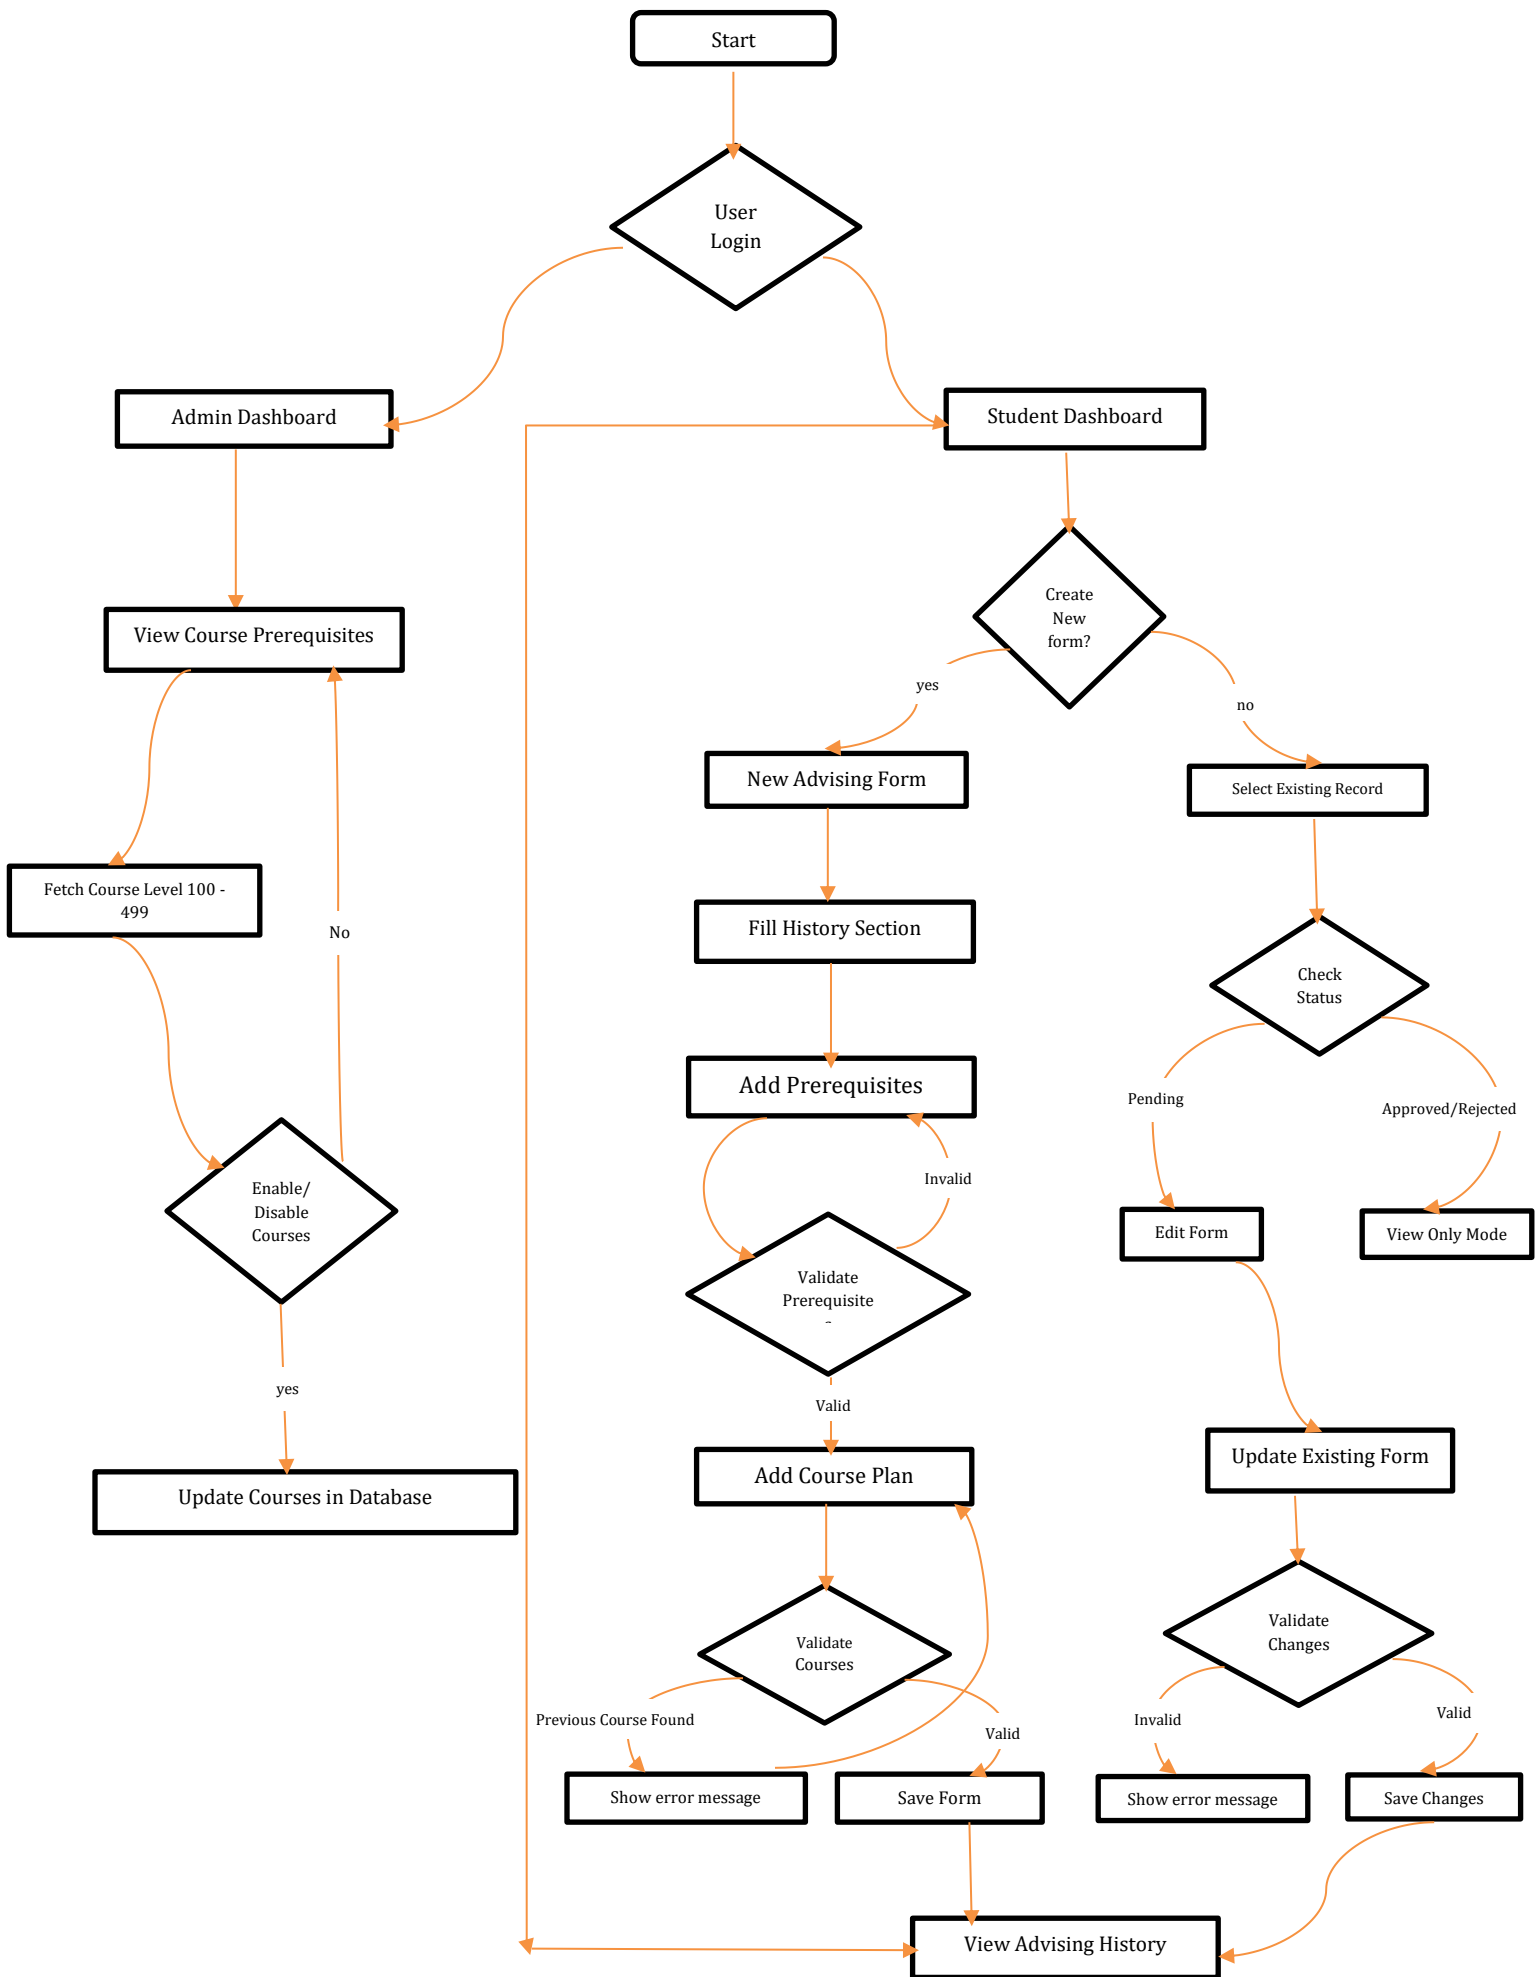 Start
User
Login
Admin Dashboard
Student Dashboard
Create
New
form?
View Course Prerequisites
yes
no
New Advising Form
Select Existing Record
Fetch Course Level 100 -
499
No
Fill History Section
Check
Status
Add Prerequisites
Pending
Approved/Rejected
Invalid
Enable/
Disable
Courses
Edit Form
View Only Mode
Validate
Prerequisite
yes
Valid
Add Course Plan
Update Existing Form
Update Courses in Database
Validate
Courses
Validate
Changes
Previous Course Found
Valid
Invalid
Valid
Show error message
Save Form
Show error message
Save Changes
View Advising History